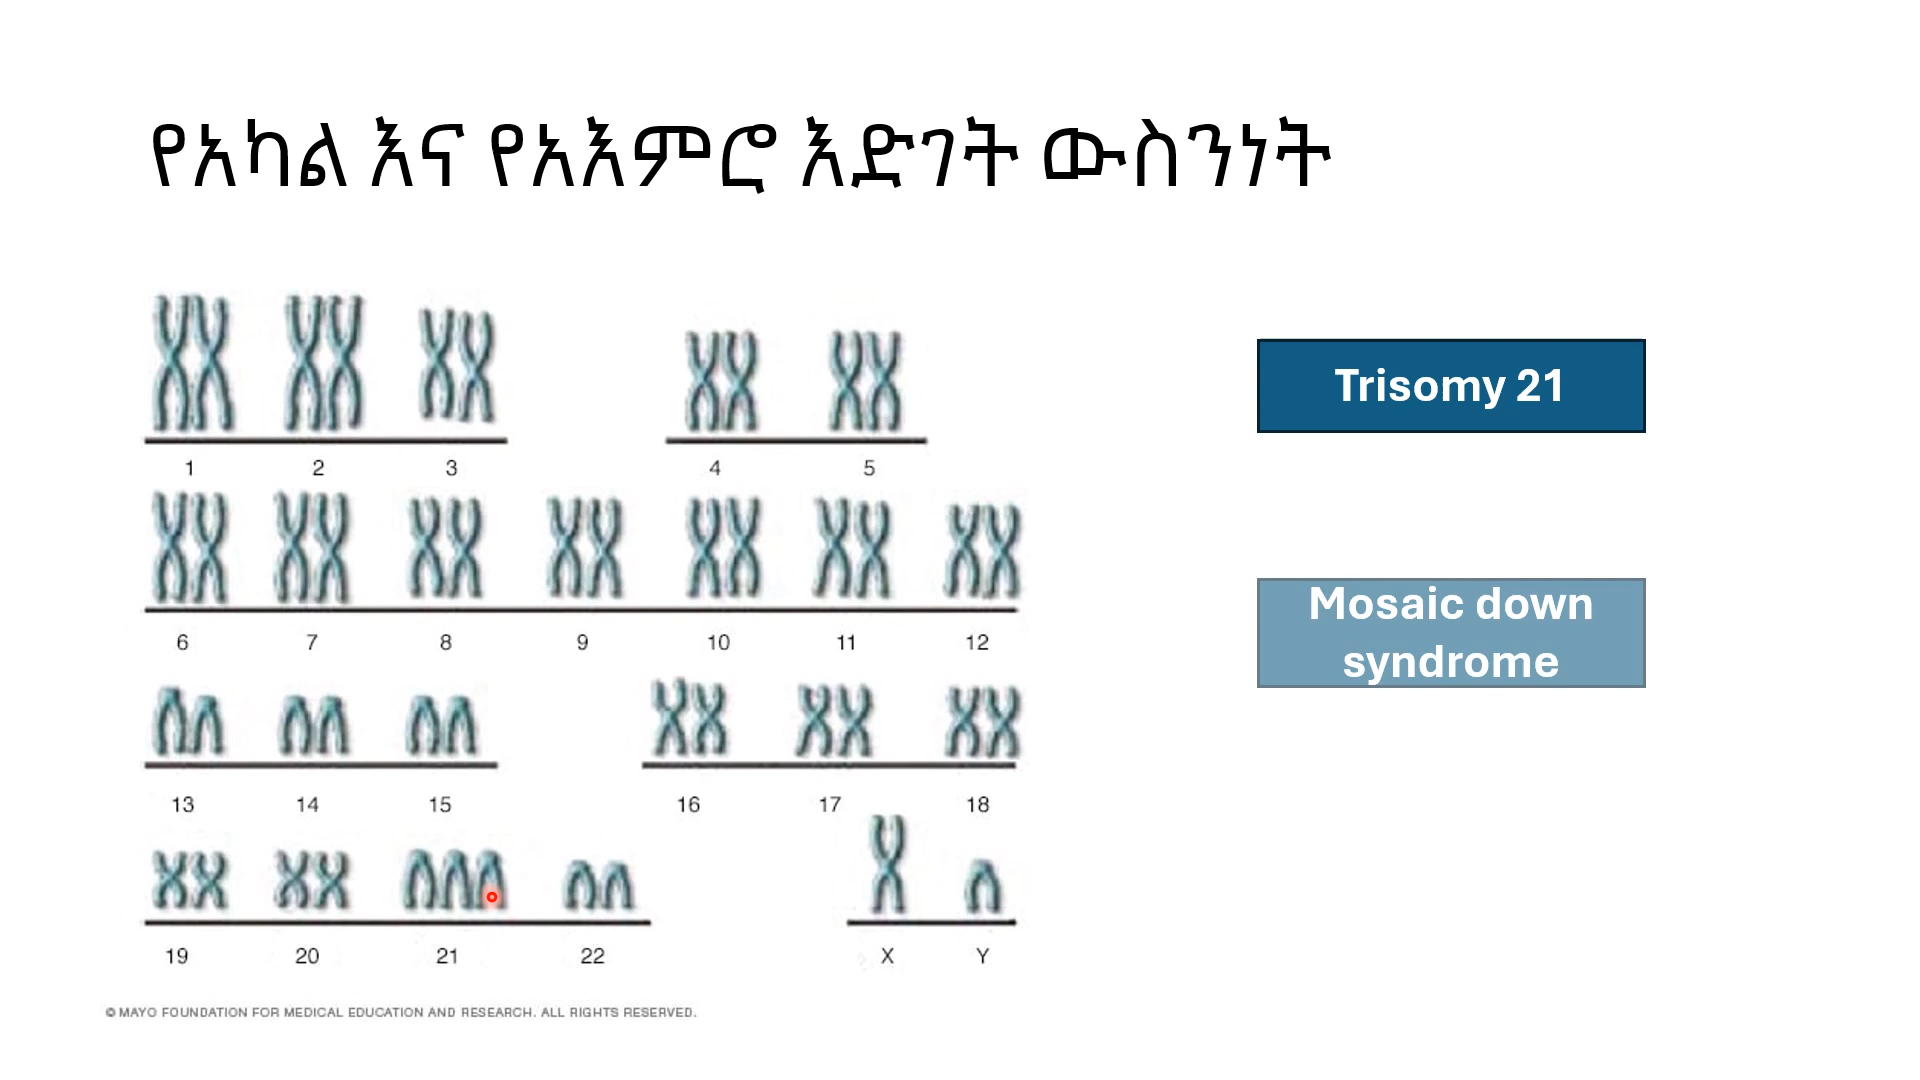 የአካል እና የአእምሮ እድገት ውስንነት
Trisomy 21
Mosaic down
syndrome
1 2 3 4 5
6 7 8 9 10 11 12
13 14 15 16 17 18
19 20 21 22 X Y
© MAYO FOUNDATION FOR MEDICAL EDUCATION AND RESEARCH. ALL RIGHTS RESERVED.